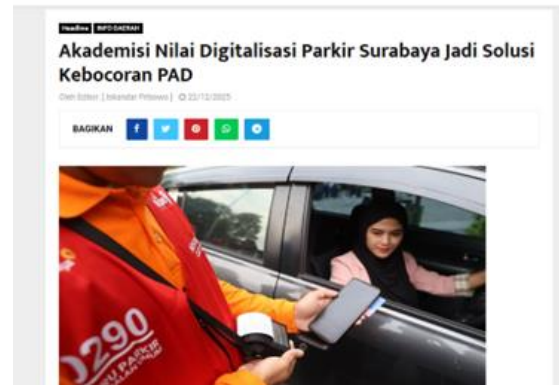 Headline INFO DAERAH
Akademisi Nilai Digitalisasi Parkir Surabaya Jadi Solusi
Kebocoran PAD
Oleh Editor: [ Iskandar Pribowo ] 22/12/2025
BAGIKAN
0290
PARKIR